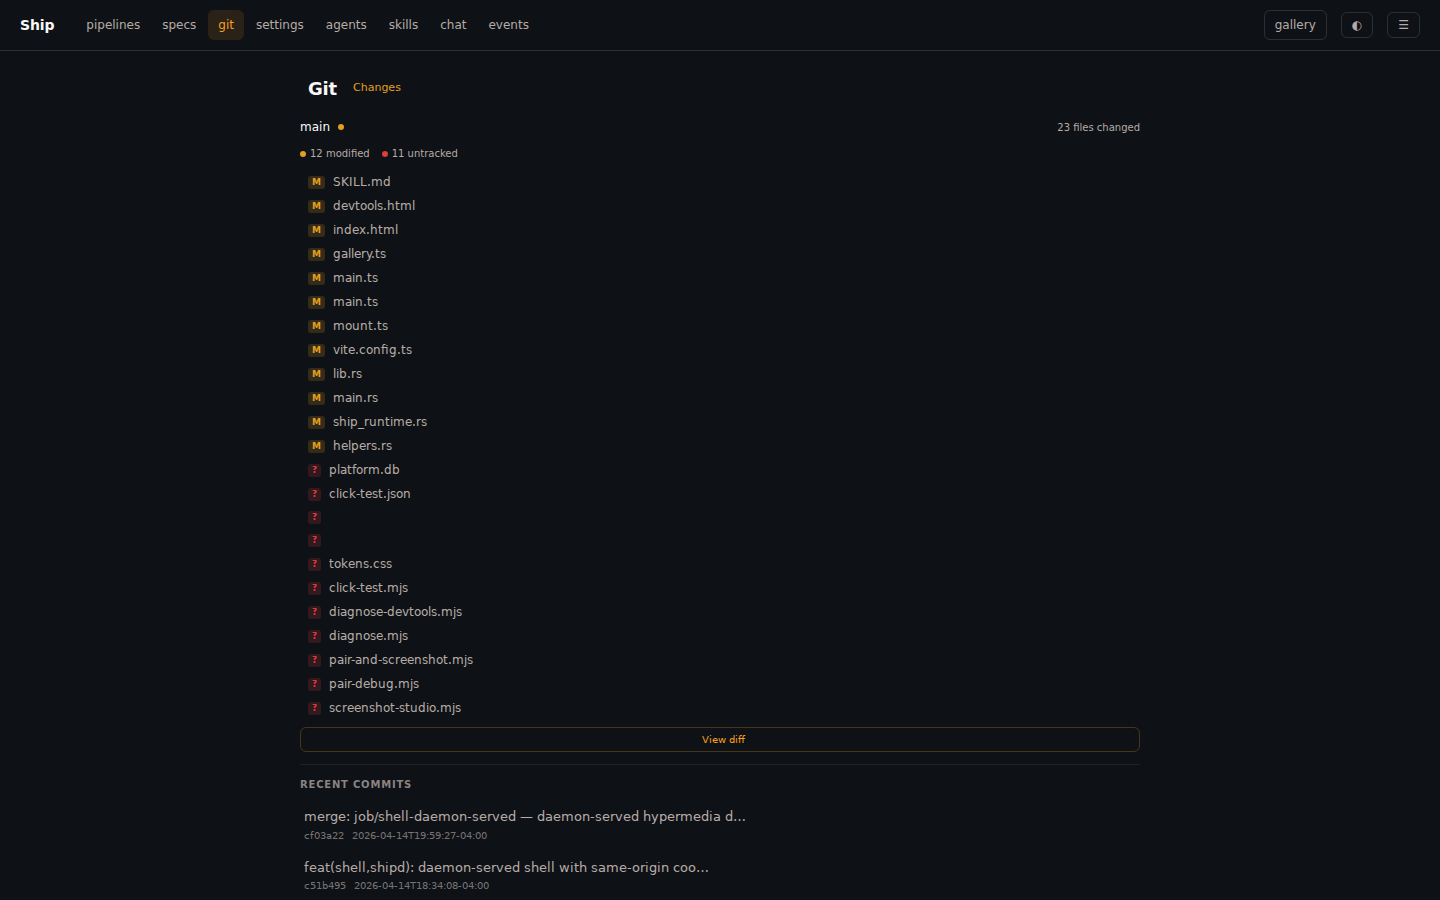 Ship pipelines specs git settings agents skills chat events gallery ◐ ☰
Git Changes
main 23 files changed
12 modified 11 untracked
M SKILL.md
M devtools.html
M index.html
M gallery.ts
M main.ts
M main.ts
M mount.ts
M vite.config.ts
M lib.rs
M main.rs
M ship_runtime.rs
M helpers.rs
? platform.db
? click-test.json
?
?
? tokens.css
? click-test.mjs
? diagnose-devtools.mjs
? diagnose.mjs
? pair-and-screenshot.mjs
? pair-debug.mjs
? screenshot-studio.mjs
View diff
RECENT COMMITS
merge: job/shell-daemon-served — daemon-served hypermedia d...
cf03a22 2026-04-14T19:59:27-04:00
feat(shell,shipd): daemon-served shell with same-origin coo...
c51b495 2026-04-14T18:34:08-04:00